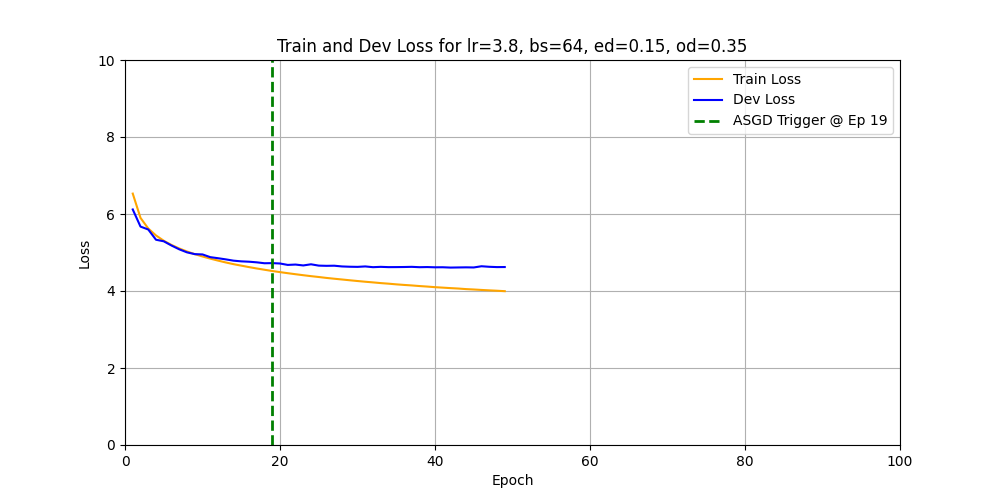 Train and Dev Loss for lr=3.8, bs=64, ed=0.15, od=0.35
10
8
6
4
2
0
Loss
Train Loss
Dev Loss
ASGD Trigger @ Ep 19
0 20 40 60 80 100
Epoch